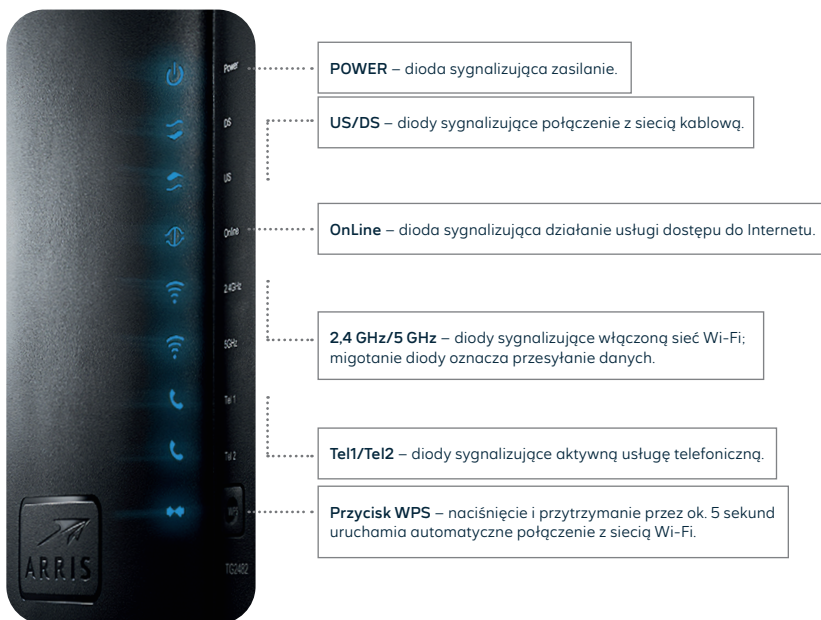 Power
POWER – dioda sygnalizująca zasilanie.
DS
US/DS – diody sygnalizujące połączenie z siecią kablową.
US
Online
OnLine – dioda sygnalizująca działanie usługi dostępu do Internetu.
2.4GHz
5GHz
2,4 GHz/5 GHz – diody sygnalizujące włączoną sieć Wi-Fi;
migotanie diody oznacza przesyłanie danych.
Tel 1
Tel 2
Tel1/Tel2 – diody sygnalizujące aktywną usługę telefoniczną.
WPS
Przycisk WPS – naciśnięcie i przytrzymanie przez ok. 5 sekund
uruchamia automatyczne połączenie z siecią Wi-Fi.
ARRIS
TG2482